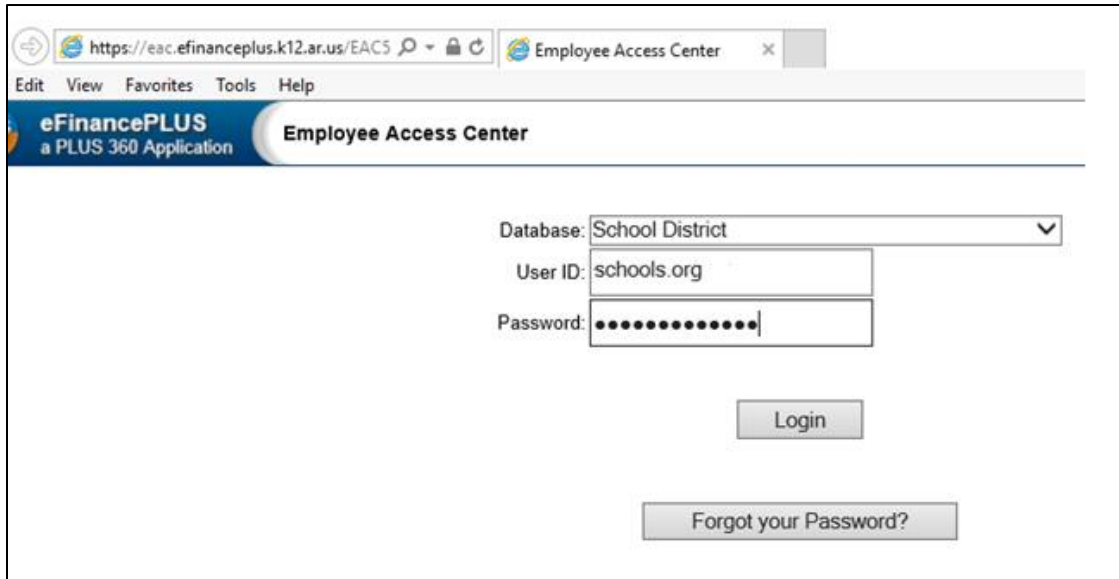 https://eac.efinanceplus.k12.ar.us/EAC5 Employee Access Center
Edit View Favorites Tools Help
eFinancePLUS
a PLUS 360 Application
Employee Access Center
Database: School District
User ID: schools.org
Password: •••••••••••••
Login
Forgot your Password?